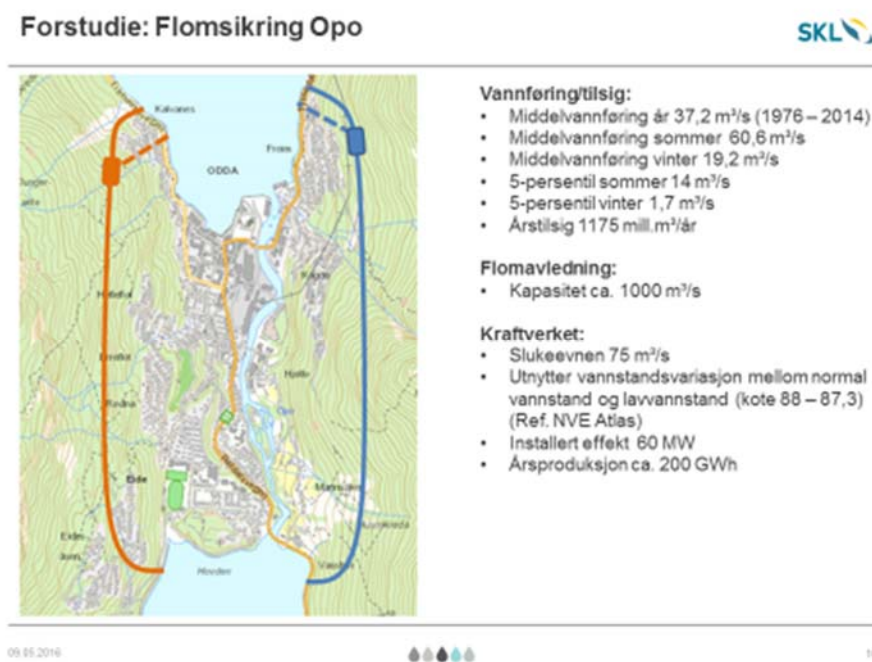 Forstudie: Flomsikring Opo
SKL
Kalvanes
Freim
ODDA
Ragde
Hjølle
Opo
Eide
Vannføring/tilsig:
• Middelvannføring år 37,2 m³/s (1976 – 2014)
• Middelvannføring sommer 60,6 m³/s
• Middelvannføring vinter 19,2 m³/s
• 5-persentil sommer 14 m³/s
• 5-persentil vinter 1,7 m³/s
• Årstilsig 1175 mill.m³/år
Flomavledning:
• Kapasitet ca. 1000 m³/s
Kraftverket:
• Slukeevnen 75 m³/s
• Utnytter vannstandsvariasjon mellom normal
vannstand og lavvannstand (kote 88 – 87,3)
(Ref. NVE Atlas)
• Installert effekt 60 MW
• Årsproduksjon ca. 200 GWh
09.05.2016